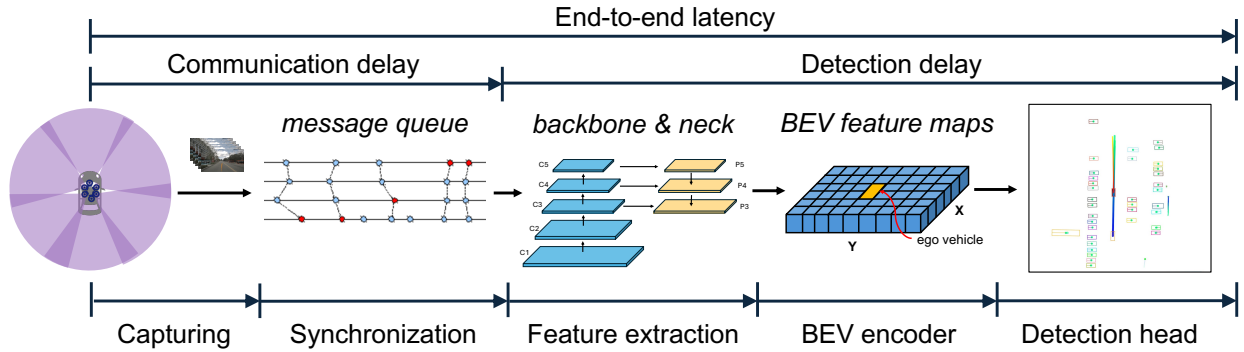 End-to-end latency
Communication delay
Detection delay
message queue
backbone & neck
BEV feature maps
C5
P5
C4
P4
C3
P3
C2
C1
X
Y
ego vehicle
Capturing
Synchronization
Feature extraction
BEV encoder
Detection head